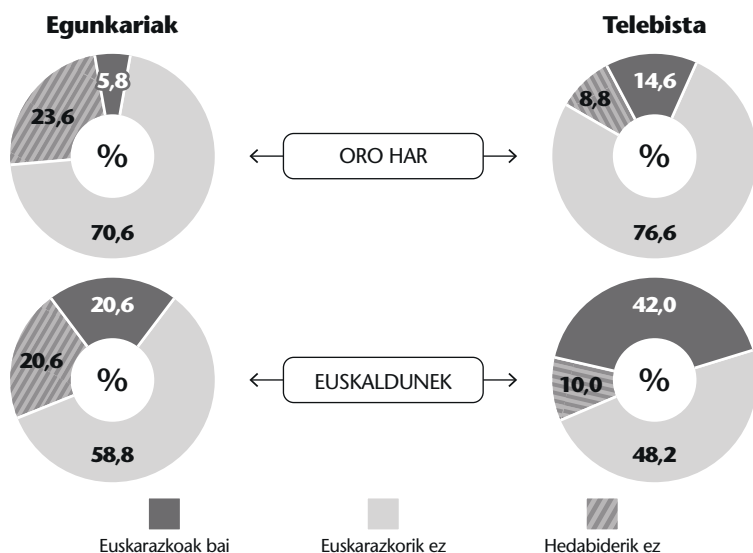 Egunkariak
Telebista
5,8
23,6
%
70,6
ORO HAR
14,6
8,8
%
76,6
20,6
20,6
%
58,8
EUSKALDUNEK
42,0
10,0
%
48,2
Euskarazkoak bai
Euskarazkorik ez
Hedabiderik ez